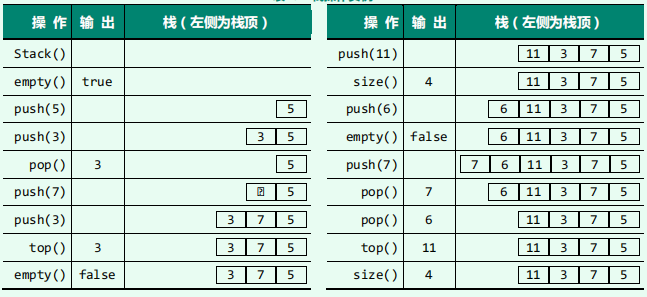 操作 输出 栈(左侧为栈顶)
Stack()
empty() true
push(5) 5
push(3) 3 5
pop() 3 5
push(7) 5
push(3) 3 7 5
top() 3 3 7 5
empty() false 3 7 5
操作 输出 栈(左侧为栈顶)
push(11) 11 3 7 5
size() 4 11 3 7 5
push(6) 6 11 3 7 5
empty() false 6 11 3 7 5
push(7) 7 6 11 3 7 5
pop() 7 6 11 3 7 5
pop() 6 11 3 7 5
top() 11 11 3 7 5
size() 4 11 3 7 5